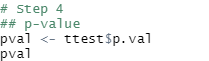 # Step 4
## p-value
pval <- ttest$p.val
pval